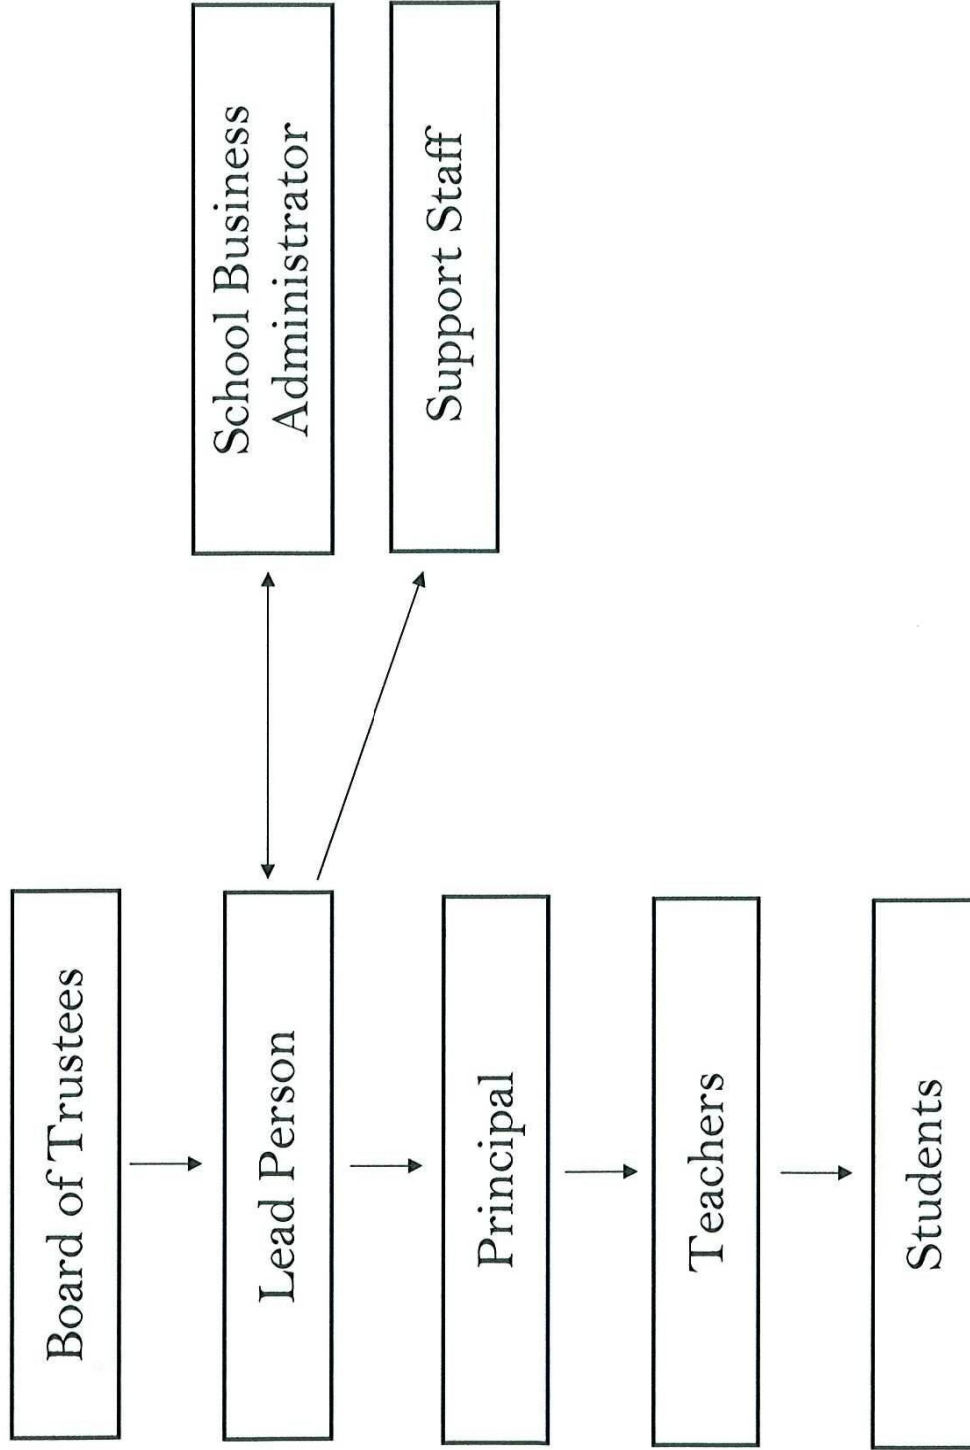 Board of Trustees
Lead Person
School Business
Administrator
Support Staff
Principal
Teachers
Students